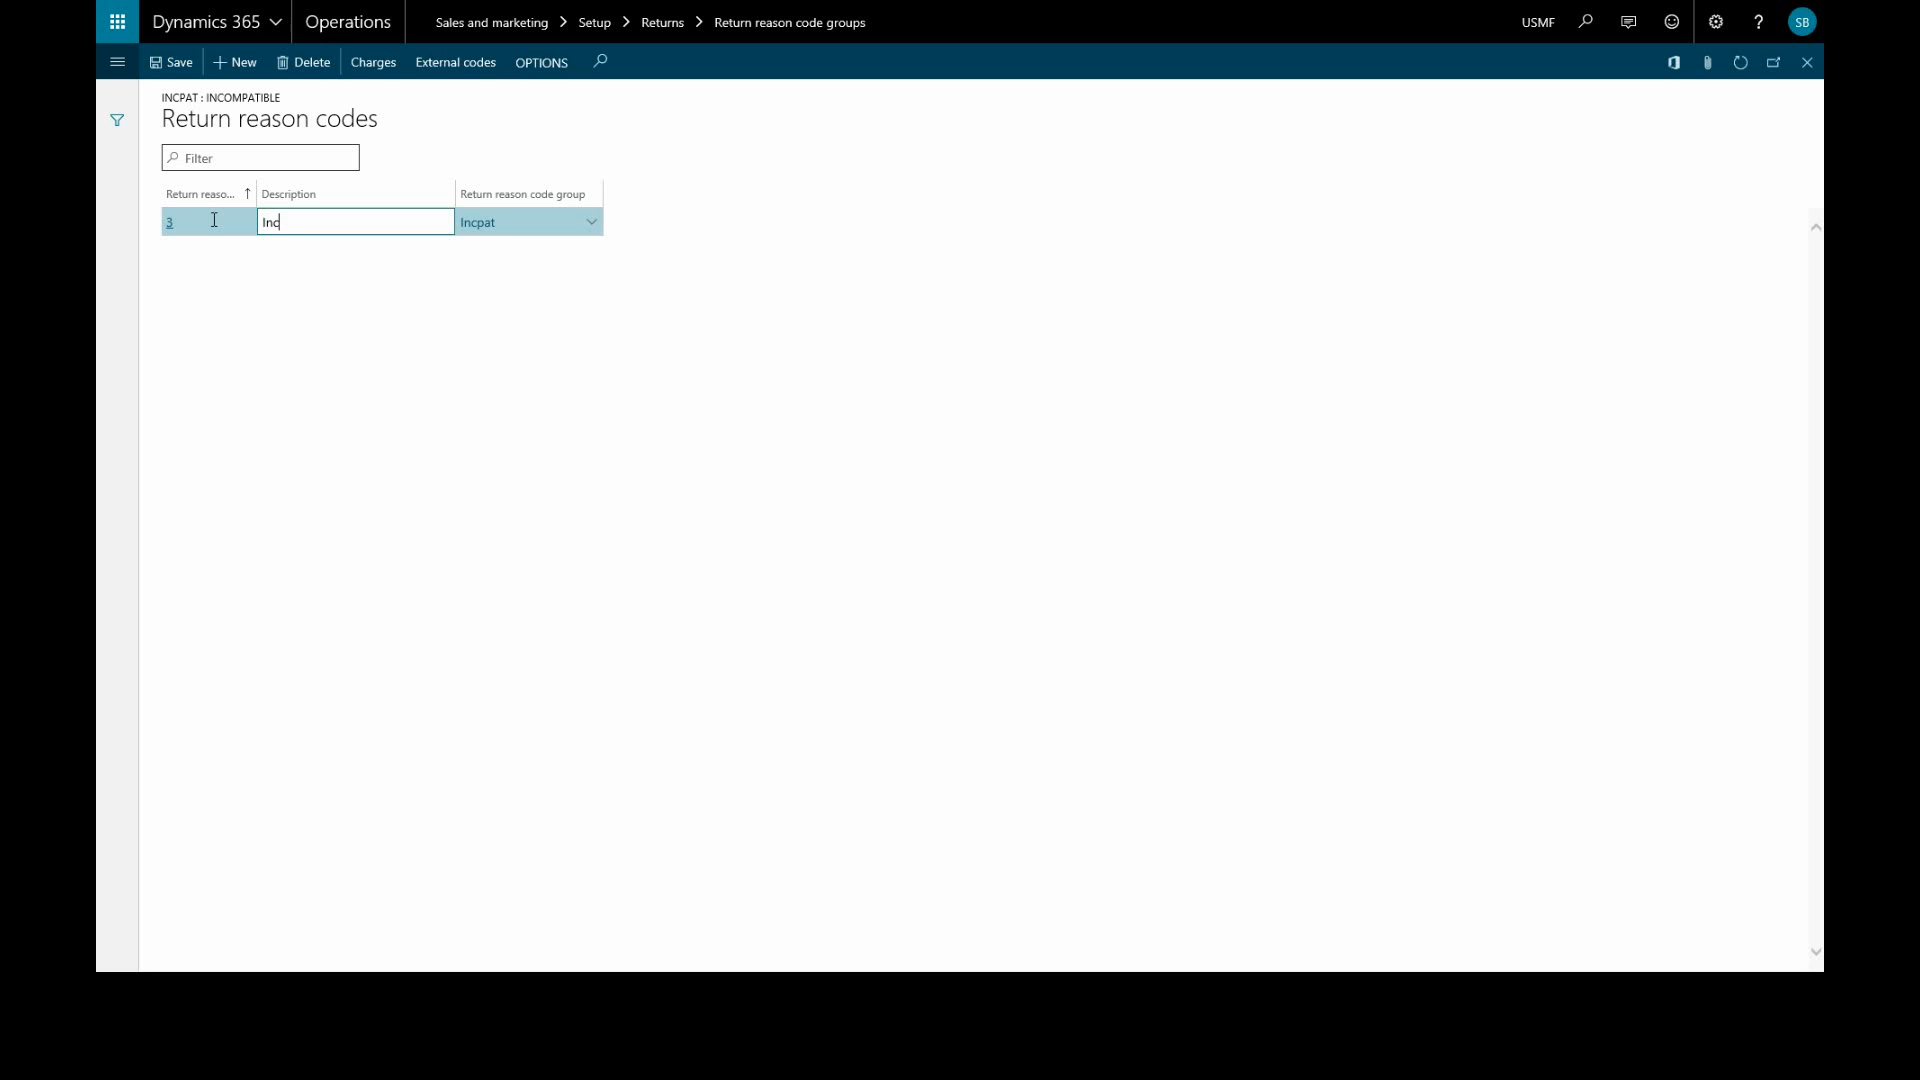 Dynamics 365 Operations Sales and marketing Setup Returns Return reason code groups USMF ? SB
Save New Delete Charges External codes OPTIONS
INCPAT : INCOMPATIBLE
Return reason codes
Filter
Return reaso... Description Return reason code group
3 Inc Incpat